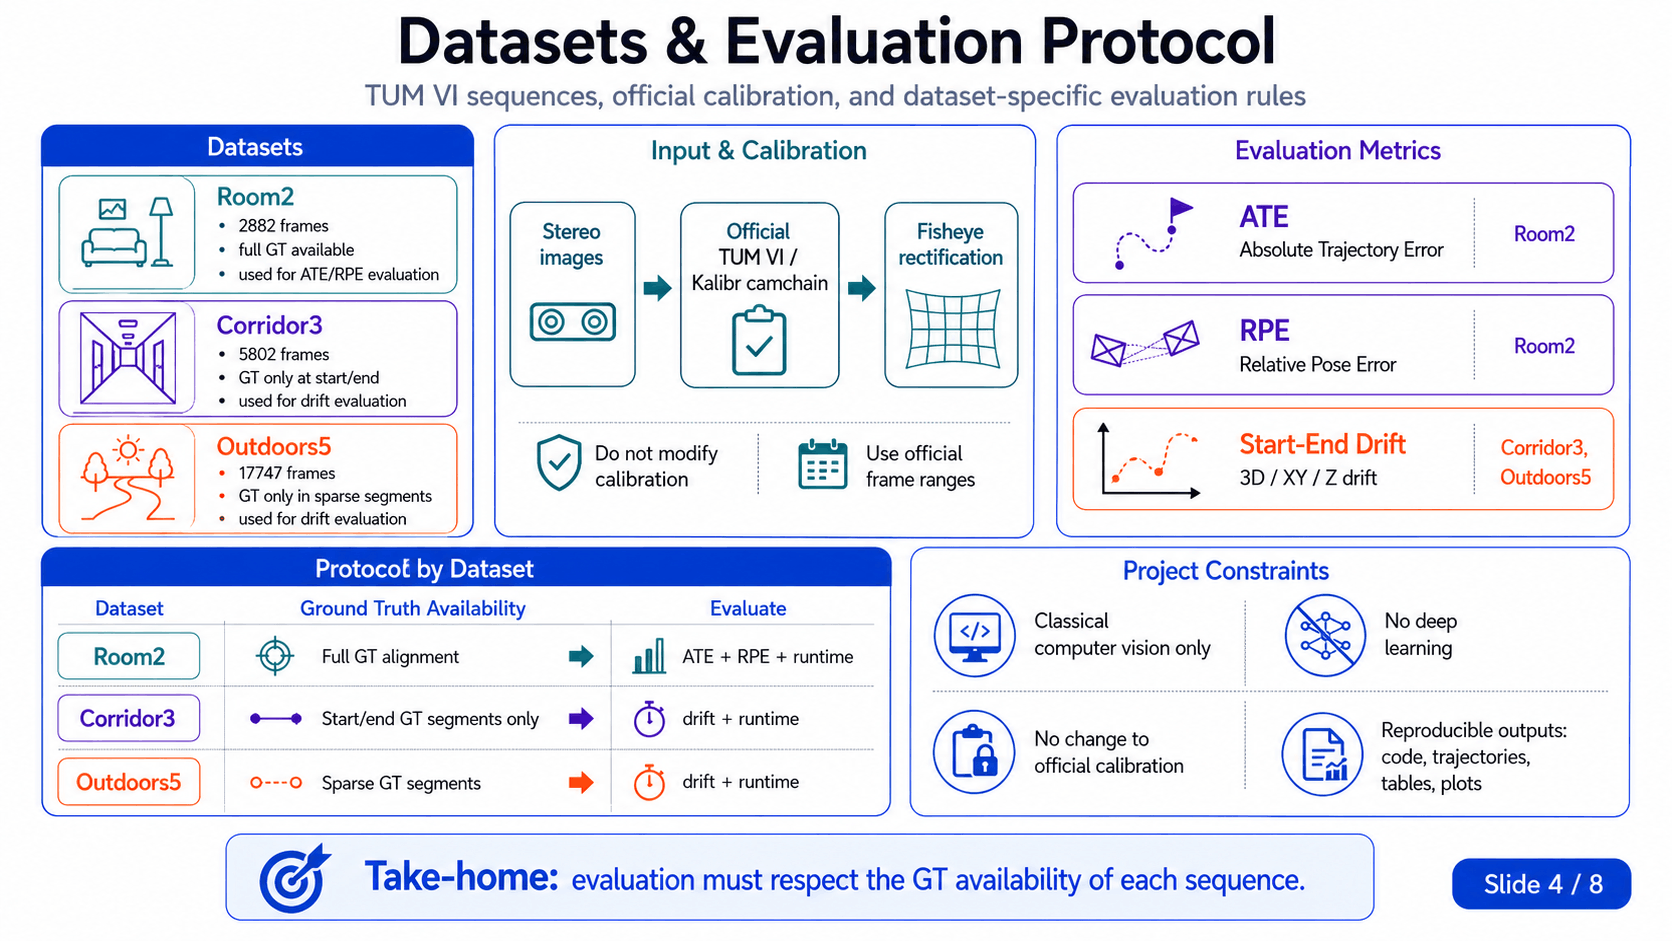 Datasets & Evaluation Protocol
TUM VI sequences, official calibration, and dataset-specific evaluation rules
Datasets
Room2
• 2882 frames
• full GT available
• used for ATE/RPE evaluation
Corridor3
• 5802 frames
• GT only at start/end
• used for drift evaluation
Outdoors5
• 17747 frames
• GT only in sparse segments
• used for drift evaluation
Input & Calibration
Stereo
images
Official
TUM VI /
Kalibr camchain
Fisheye
rectification
Do not modify
calibration
Use official
frame ranges
Evaluation Metrics
ATE
Absolute Trajectory Error
Room2
RPE
Relative Pose Error
Room2
Start-End Drift
3D / XY / Z drift
Corridor3,
Outdoors5
Protocol by Dataset
Dataset Ground Truth Availability Evaluate
Room2 Full GT alignment ATE + RPE + runtime
Corridor3 Start/end GT segments only drift + runtime
Outdoors5 Sparse GT segments drift + runtime
Project Constraints
</>
Classical
computer vision only
No deep
learning
No change to
official calibration
Reproducible outputs:
code, trajectories,
tables, plots
Take-home: evaluation must respect the GT availability of each sequence.
Slide 4 / 8